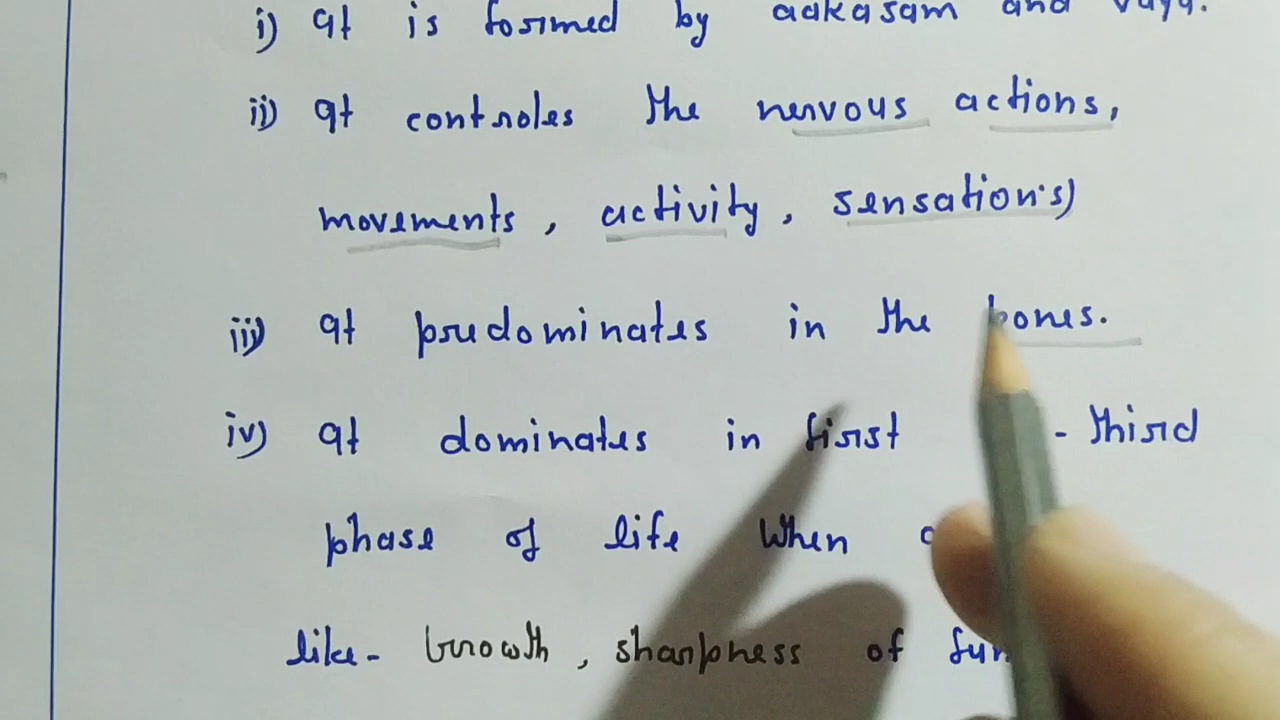 i) It is formed by aakasam and vayu.
ii) It controles the nervous actions,
movements, activity, sensations)
iii) It predominates in the bones.
iv) It dominates in first - third
phase of life when
like- Growth, sharpness of